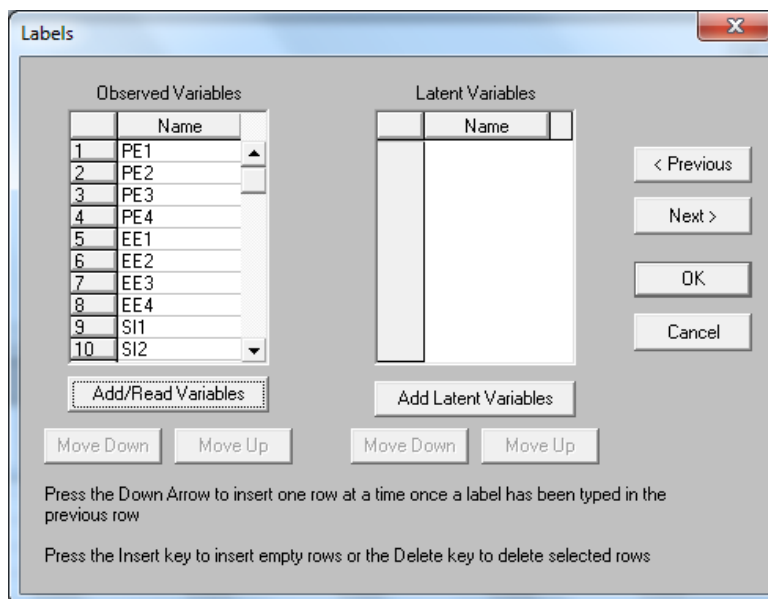 Labels
Observed Variables
Name
1 PE1
2 PE2
3 PE3
4 PE4
5 EE1
6 EE2
7 EE3
8 EE4
9 SI1
10 SI2
Add/Read Variables
Move Down Move Up
Latent Variables
Name
Add Latent Variables
Move Down Move Up
< Previous
Next >
OK
Cancel
Press the Down Arrow to insert one row at a time once a label has been typed in the
previous row
Press the Insert key to insert empty rows or the Delete key to delete selected rows